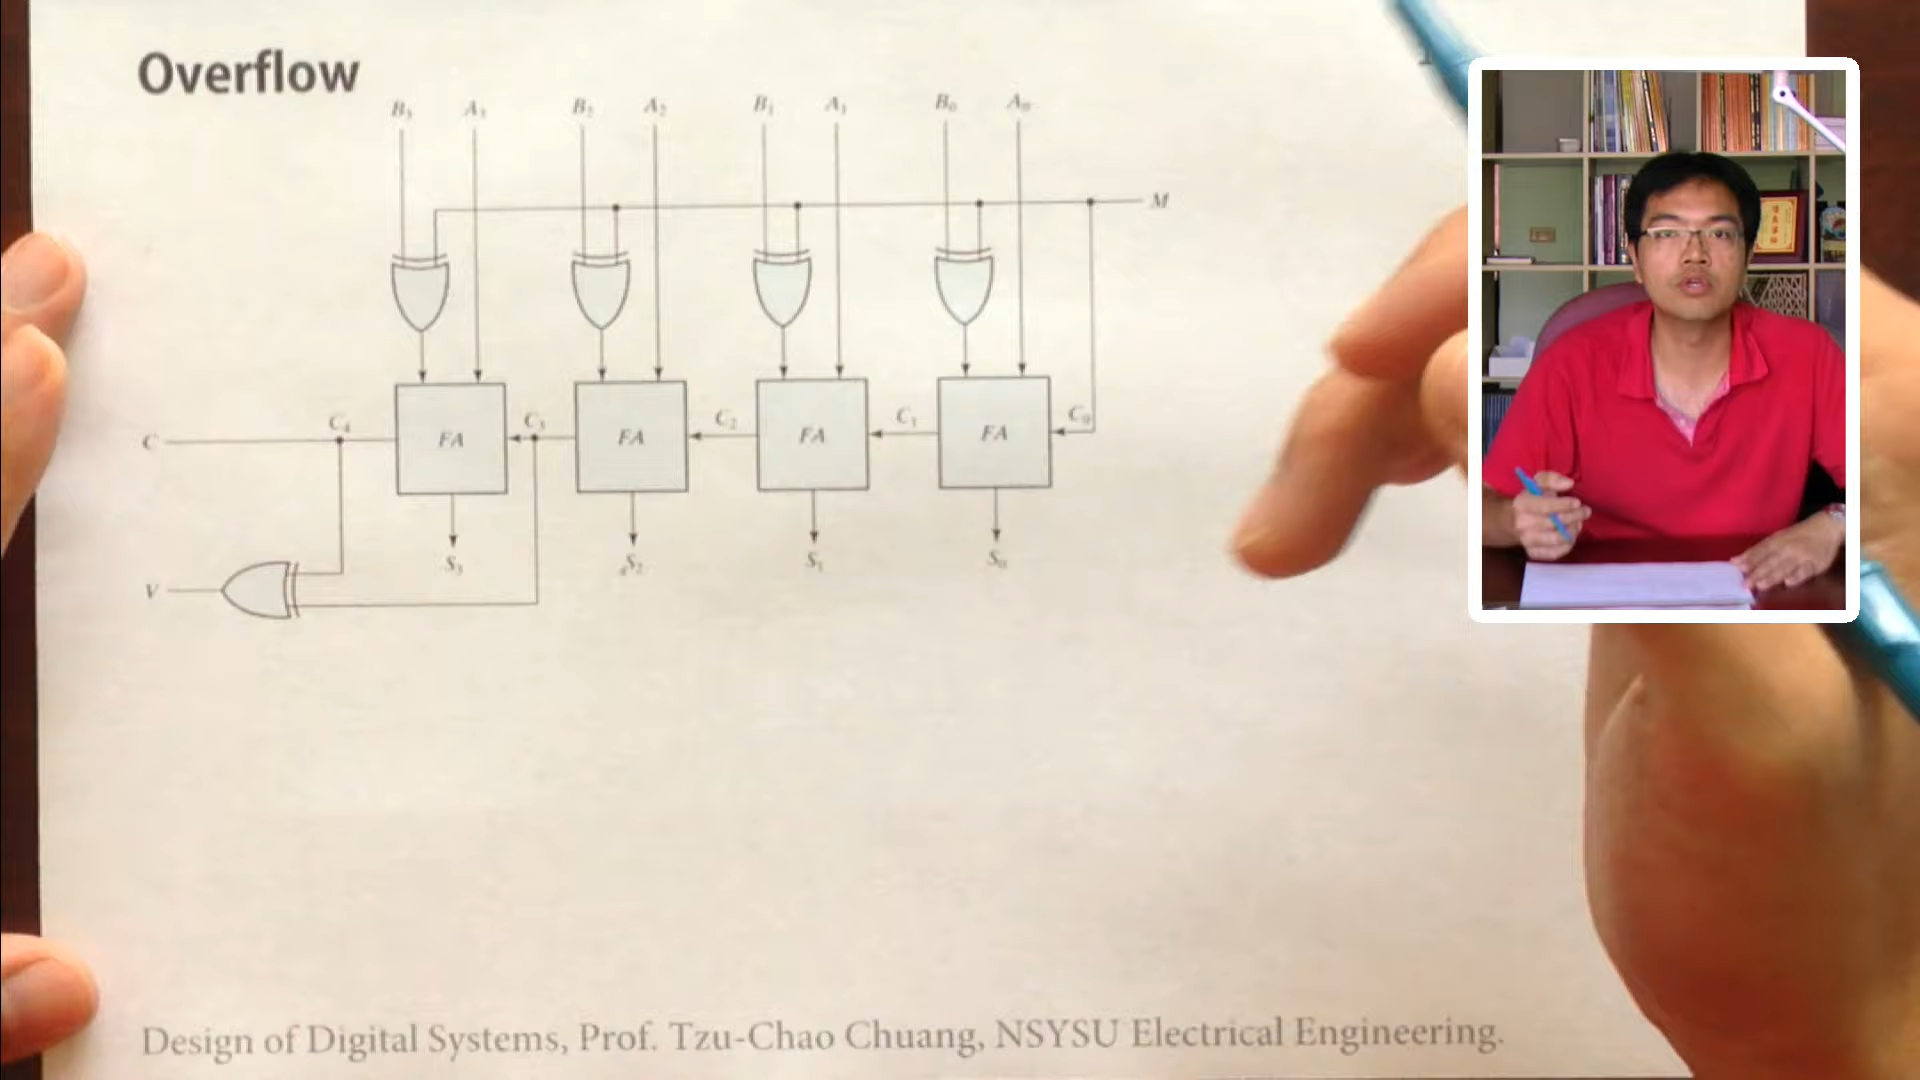 Overflow
B₃ A₃ B₂ A₂ B₁ A₁ B₀ A₀
M
C C₄ FA C₃ FA C₂ FA C₁ FA C₀
S₃ S₂ S₁ S₀
V
Design of Digital Systems, Prof. Tzu-Chao Chuang, NSYSU Electrical Engineering.